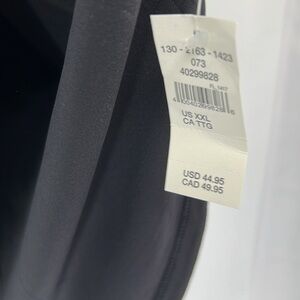 130-2163-1423
073
40299828
US XXL
CA TTG
USD 44.95
CAD 49.95